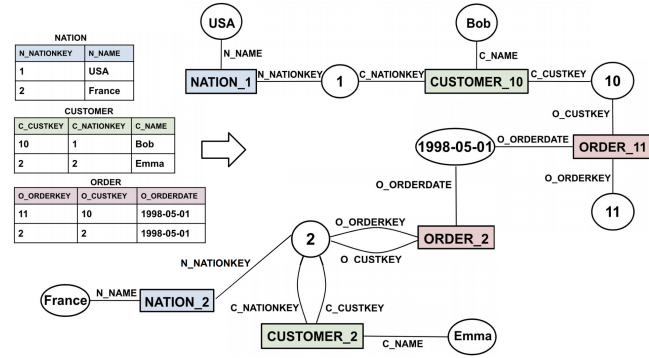 NATION
N_NATIONKEY N_NAME
1 USA
2 France
CUSTOMER
C_CUSTKEY C_NATIONKEY C_NAME
10 1 Bob
2 2 Emma
ORDER
O_ORDERKEY O_CUSTKEY O_ORDERDATE
11 10 1998-05-01
2 2 1998-05-01
USA
Bob
N_NAME
C_NAME
NATION_1
N_NATIONKEY
1
C_NATIONKEY
CUSTOMER_10
C_CUSTKEY
10
O_CUSTKEY
1998-05-01
O_ORDERDATE
ORDER_11
O_ORDERKEY
11
O_ORDERDATE
O_ORDERKEY
2
ORDER_2
O_CUSTKEY
N_NATIONKEY
France
N_NAME
NATION_2
C_NATIONKEY
C_CUSTKEY
CUSTOMER_2
C_NAME
Emma